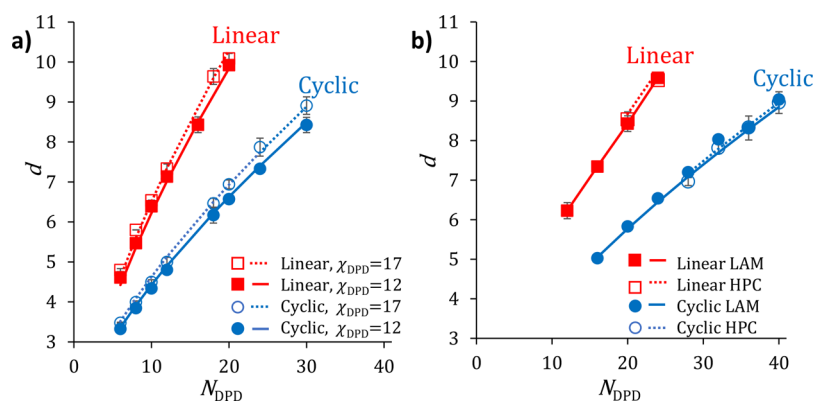 a)
Linear
Cyclic
11
10
9
8
7
6
5
4
3
d
Linear, χDPD=17
Linear, χDPD=12
Cyclic, χDPD=17
Cyclic, χDPD=12
0 10 20 30 40
NDPD
b)
Linear
Cyclic
11
10
9
8
7
6
5
4
3
d
Linear LAM
Linear HPC
Cyclic LAM
Cyclic HPC
0 10 20 30 40
NDPD